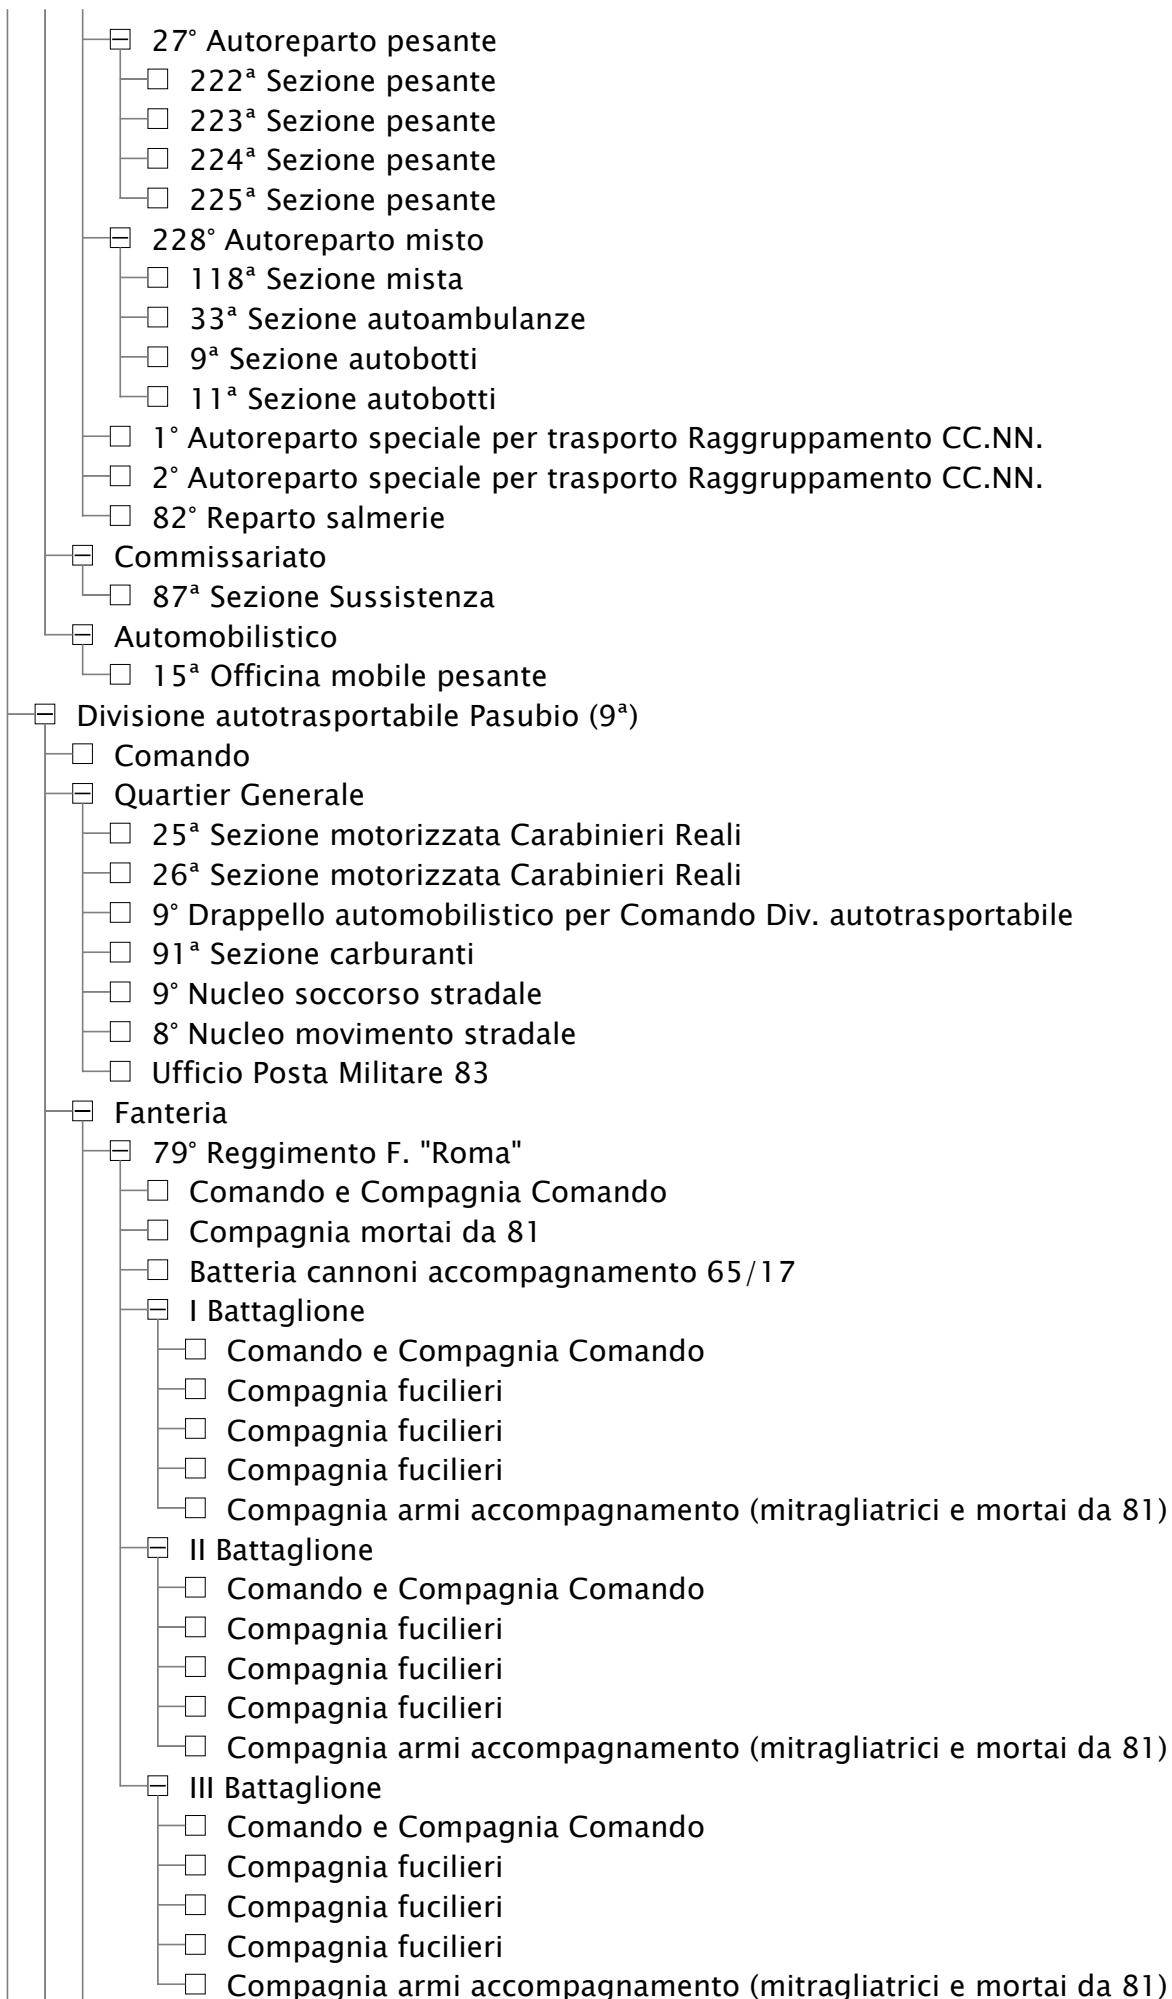 27° Autoreparto pesante
222ª Sezione pesante
223ª Sezione pesante
224ª Sezione pesante
225ª Sezione pesante
228° Autoreparto misto
118ª Sezione mista
33ª Sezione autoambulanze
9ª Sezione autobotti
11ª Sezione autobotti
1° Autoreparto speciale per trasporto Raggruppamento CC.NN.
2° Autoreparto speciale per trasporto Raggruppamento CC.NN.
82° Reparto salmerie
Commissariato
87ª Sezione Sussistenza
Automobilistico
15ª Officina mobile pesante
Divisione autotrasportabile Pasubio (9ª)
Comando
Quartier Generale
25ª Sezione motorizzata Carabinieri Reali
26ª Sezione motorizzata Carabinieri Reali
9° Drappello automobilistico per Comando Div. autotrasportabile
91ª Sezione carburanti
9° Nucleo soccorso stradale
8° Nucleo movimento stradale
Ufficio Posta Militare 83
Fanteria
79° Reggimento F. "Roma"
Comando e Compagnia Comando
Compagnia mortai da 81
Batteria cannoni accompagnamento 65/17
I Battaglione
Comando e Compagnia Comando
Compagnia fucilieri
Compagnia fucilieri
Compagnia fucilieri
Compagnia armi accompagnamento (mitragliatrici e mortai da 81)
II Battaglione
Comando e Compagnia Comando
Compagnia fucilieri
Compagnia fucilieri
Compagnia fucilieri
Compagnia armi accompagnamento (mitragliatrici e mortai da 81)
III Battaglione
Comando e Compagnia Comando
Compagnia fucilieri
Compagnia fucilieri
Compagnia fucilieri
Compagnia armi accompagnamento (mitragliatrici e mortai da 81)